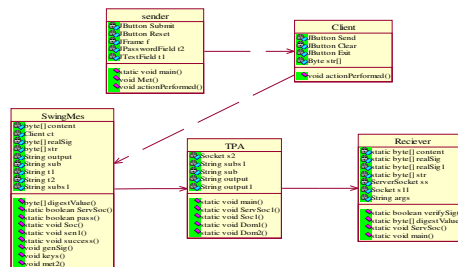 sender
JButton Submit
JButton Reset
JFrame f
JPasswordField t2
JTestField t1
static void main()
void Met()
void actionPerformed()
Client
JButton Send
JButton Clear
JButton Exit
Byte str[]
void actionPerformed()
SwingMes
byte[] content
Client ct
byte[] realSig
byte[] str
String output
String sub
String t1
String t2
String subs1
byte[] digestValue()
static boolean ServSoc()
static boolean pass()
static void Soc()
static void sen1()
static void success()
void genSig()
void keys()
void met2()
TPA
Socket s2
String subs1
String sub
String output
String output1
static void main()
static void ServSoc1()
static void Soc1()
static void Dom1()
static void Dom2()
Reciever
static byte[] content
static byte[] realSig
static byte[] realSig1
static byte[] str
ServerSocket ss
Socket s11
String args
static boolean verifySig(
static byte[] digestValue
static void ServSoc()
static void main()